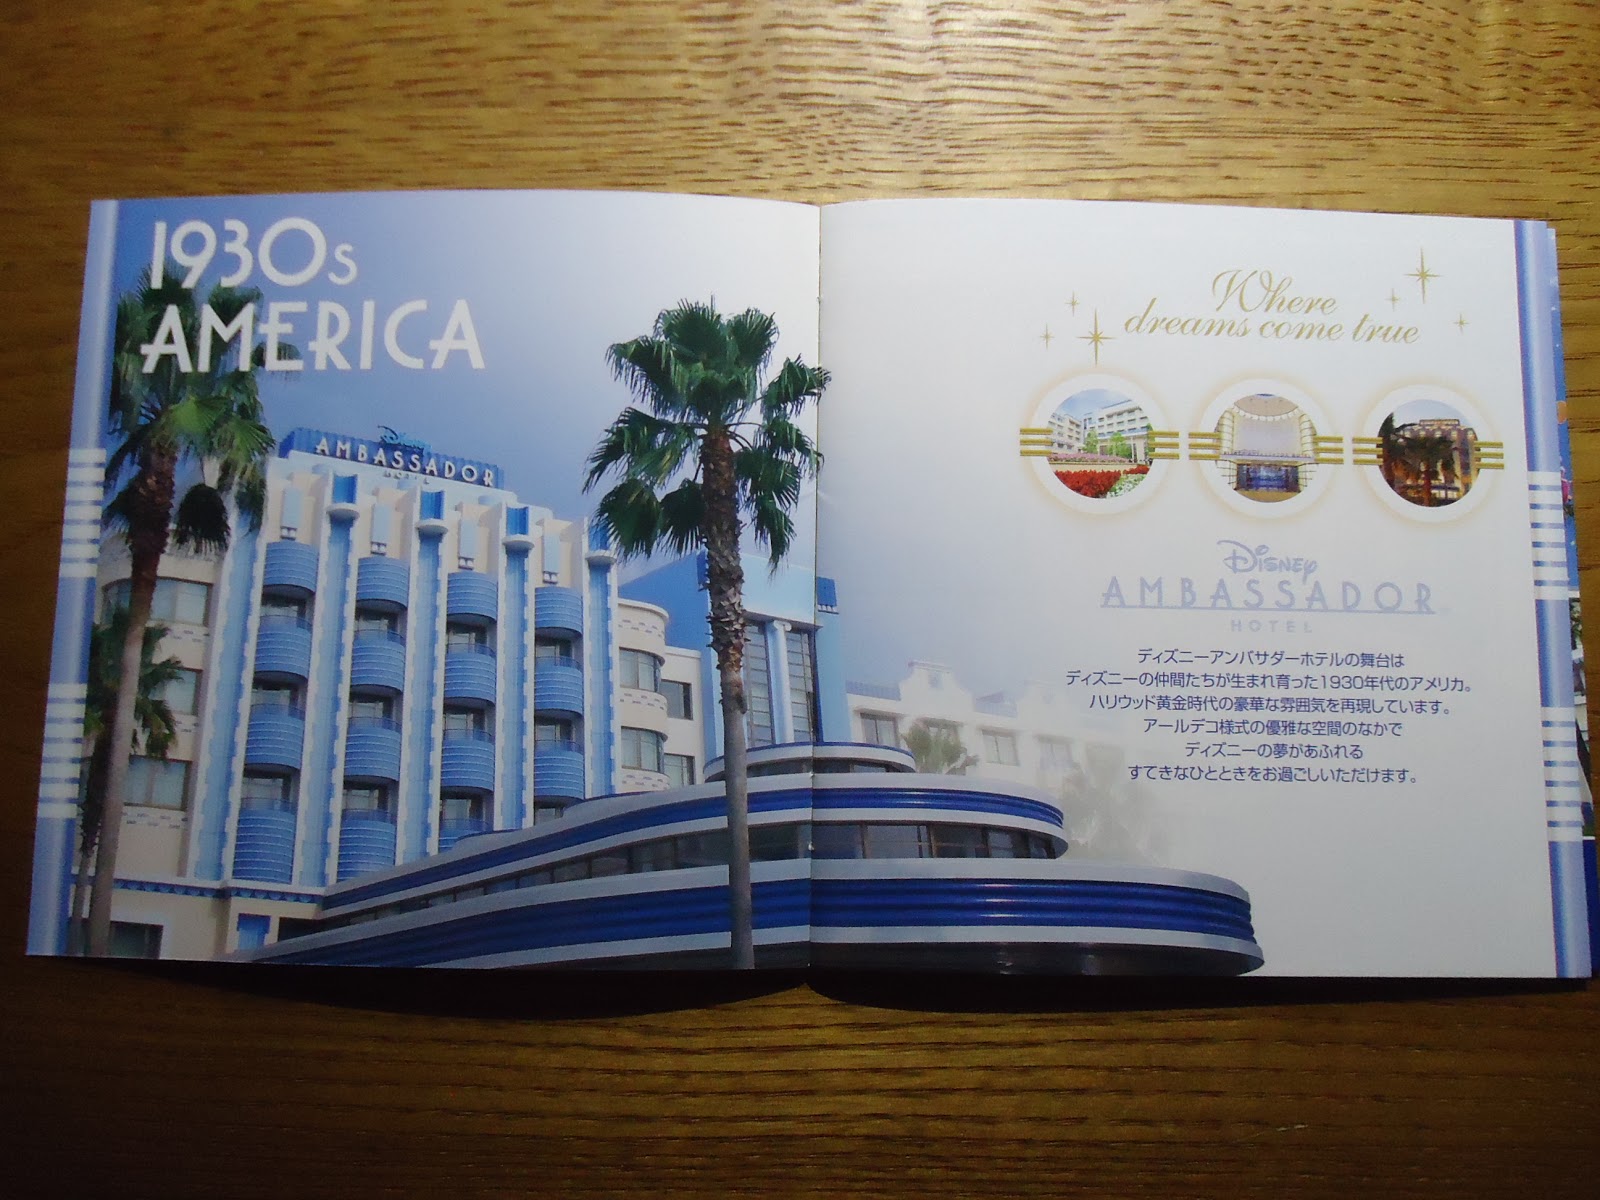 1930s
AMERICA
Disney
AMBASSADOR
HOTEL
Where
dreams come true
Disney
AMBASSADOR
HOTEL
ディズニーアンバサダーホテルの舞台は
ディズニーの仲間たちが生まれ育った1930年代のアメリカ。
ハリウッド黄金時代の豪華な雰囲気を再現しています。
アールデコ様式の優雅な空間のなかで
ディズニーの夢があふれる
すてきなひとときをお過ごしいただけます。